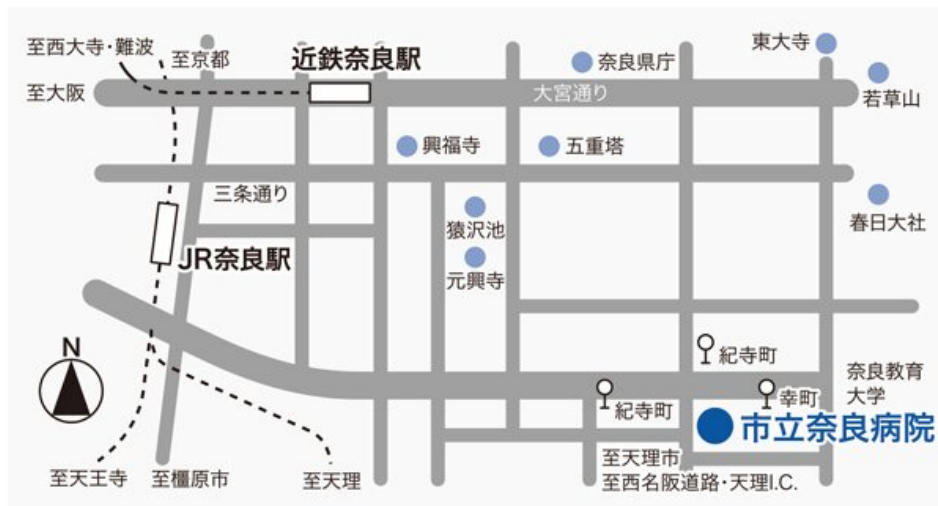 至西大寺・難波
至京都
近鉄奈良駅
奈良県庁
東大寺
至大阪
大宮通り
若草山
興福寺
五重塔
三条通り
猿沢池
春日大社
JR奈良駅
元興寺
N
紀寺町
奈良教育
大学
紀寺町
幸町
市立奈良病院
至天王寺
至橿原市
至天理
至天理市
至西名阪道路・天理I.C.